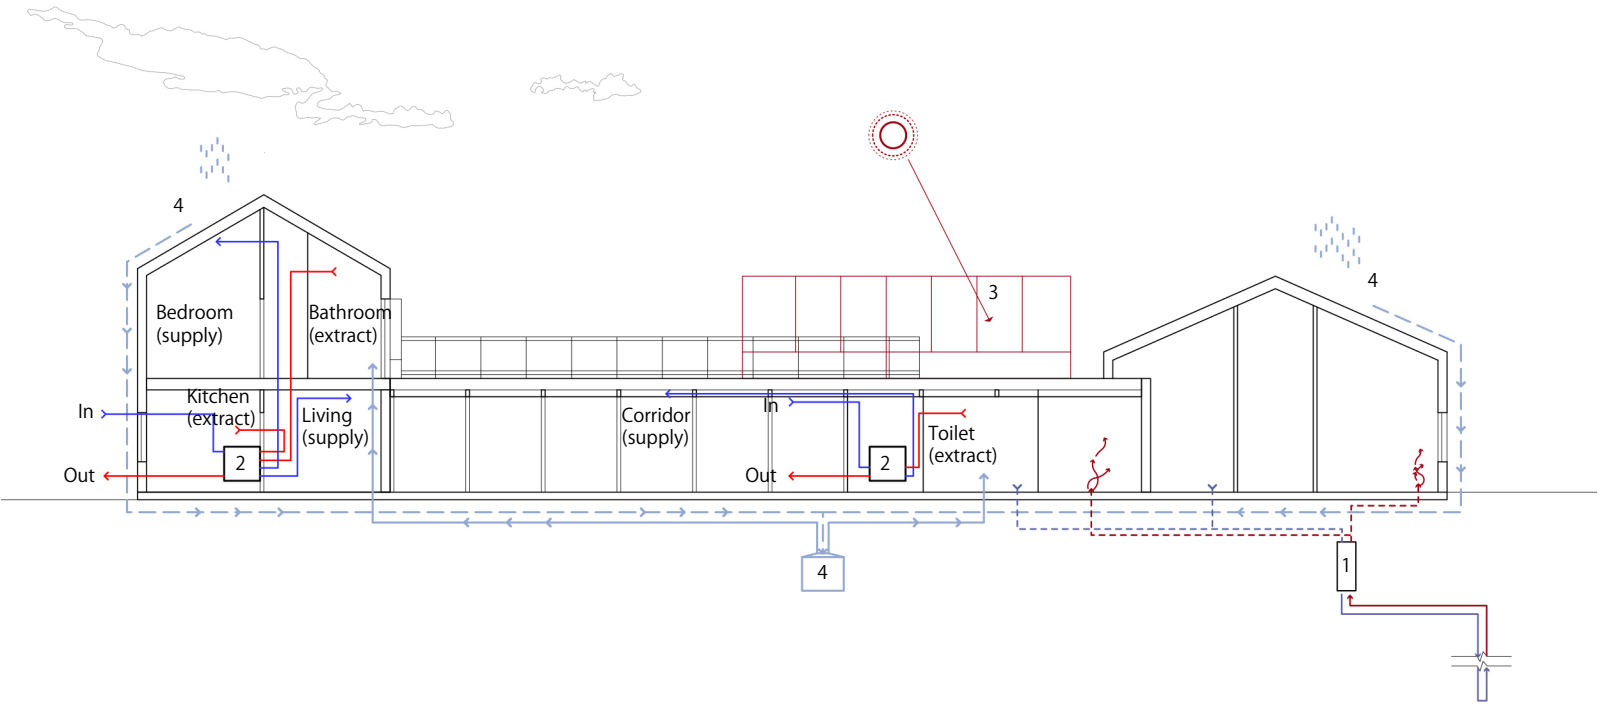 4
4
3
Bedroom
(supply)
Bathroom
(extract)
Kitchen
(extract)
In
Living
(supply)
Corridor
(supply)
In
Toilet
(extract)
Out
2
Out
2
4
1